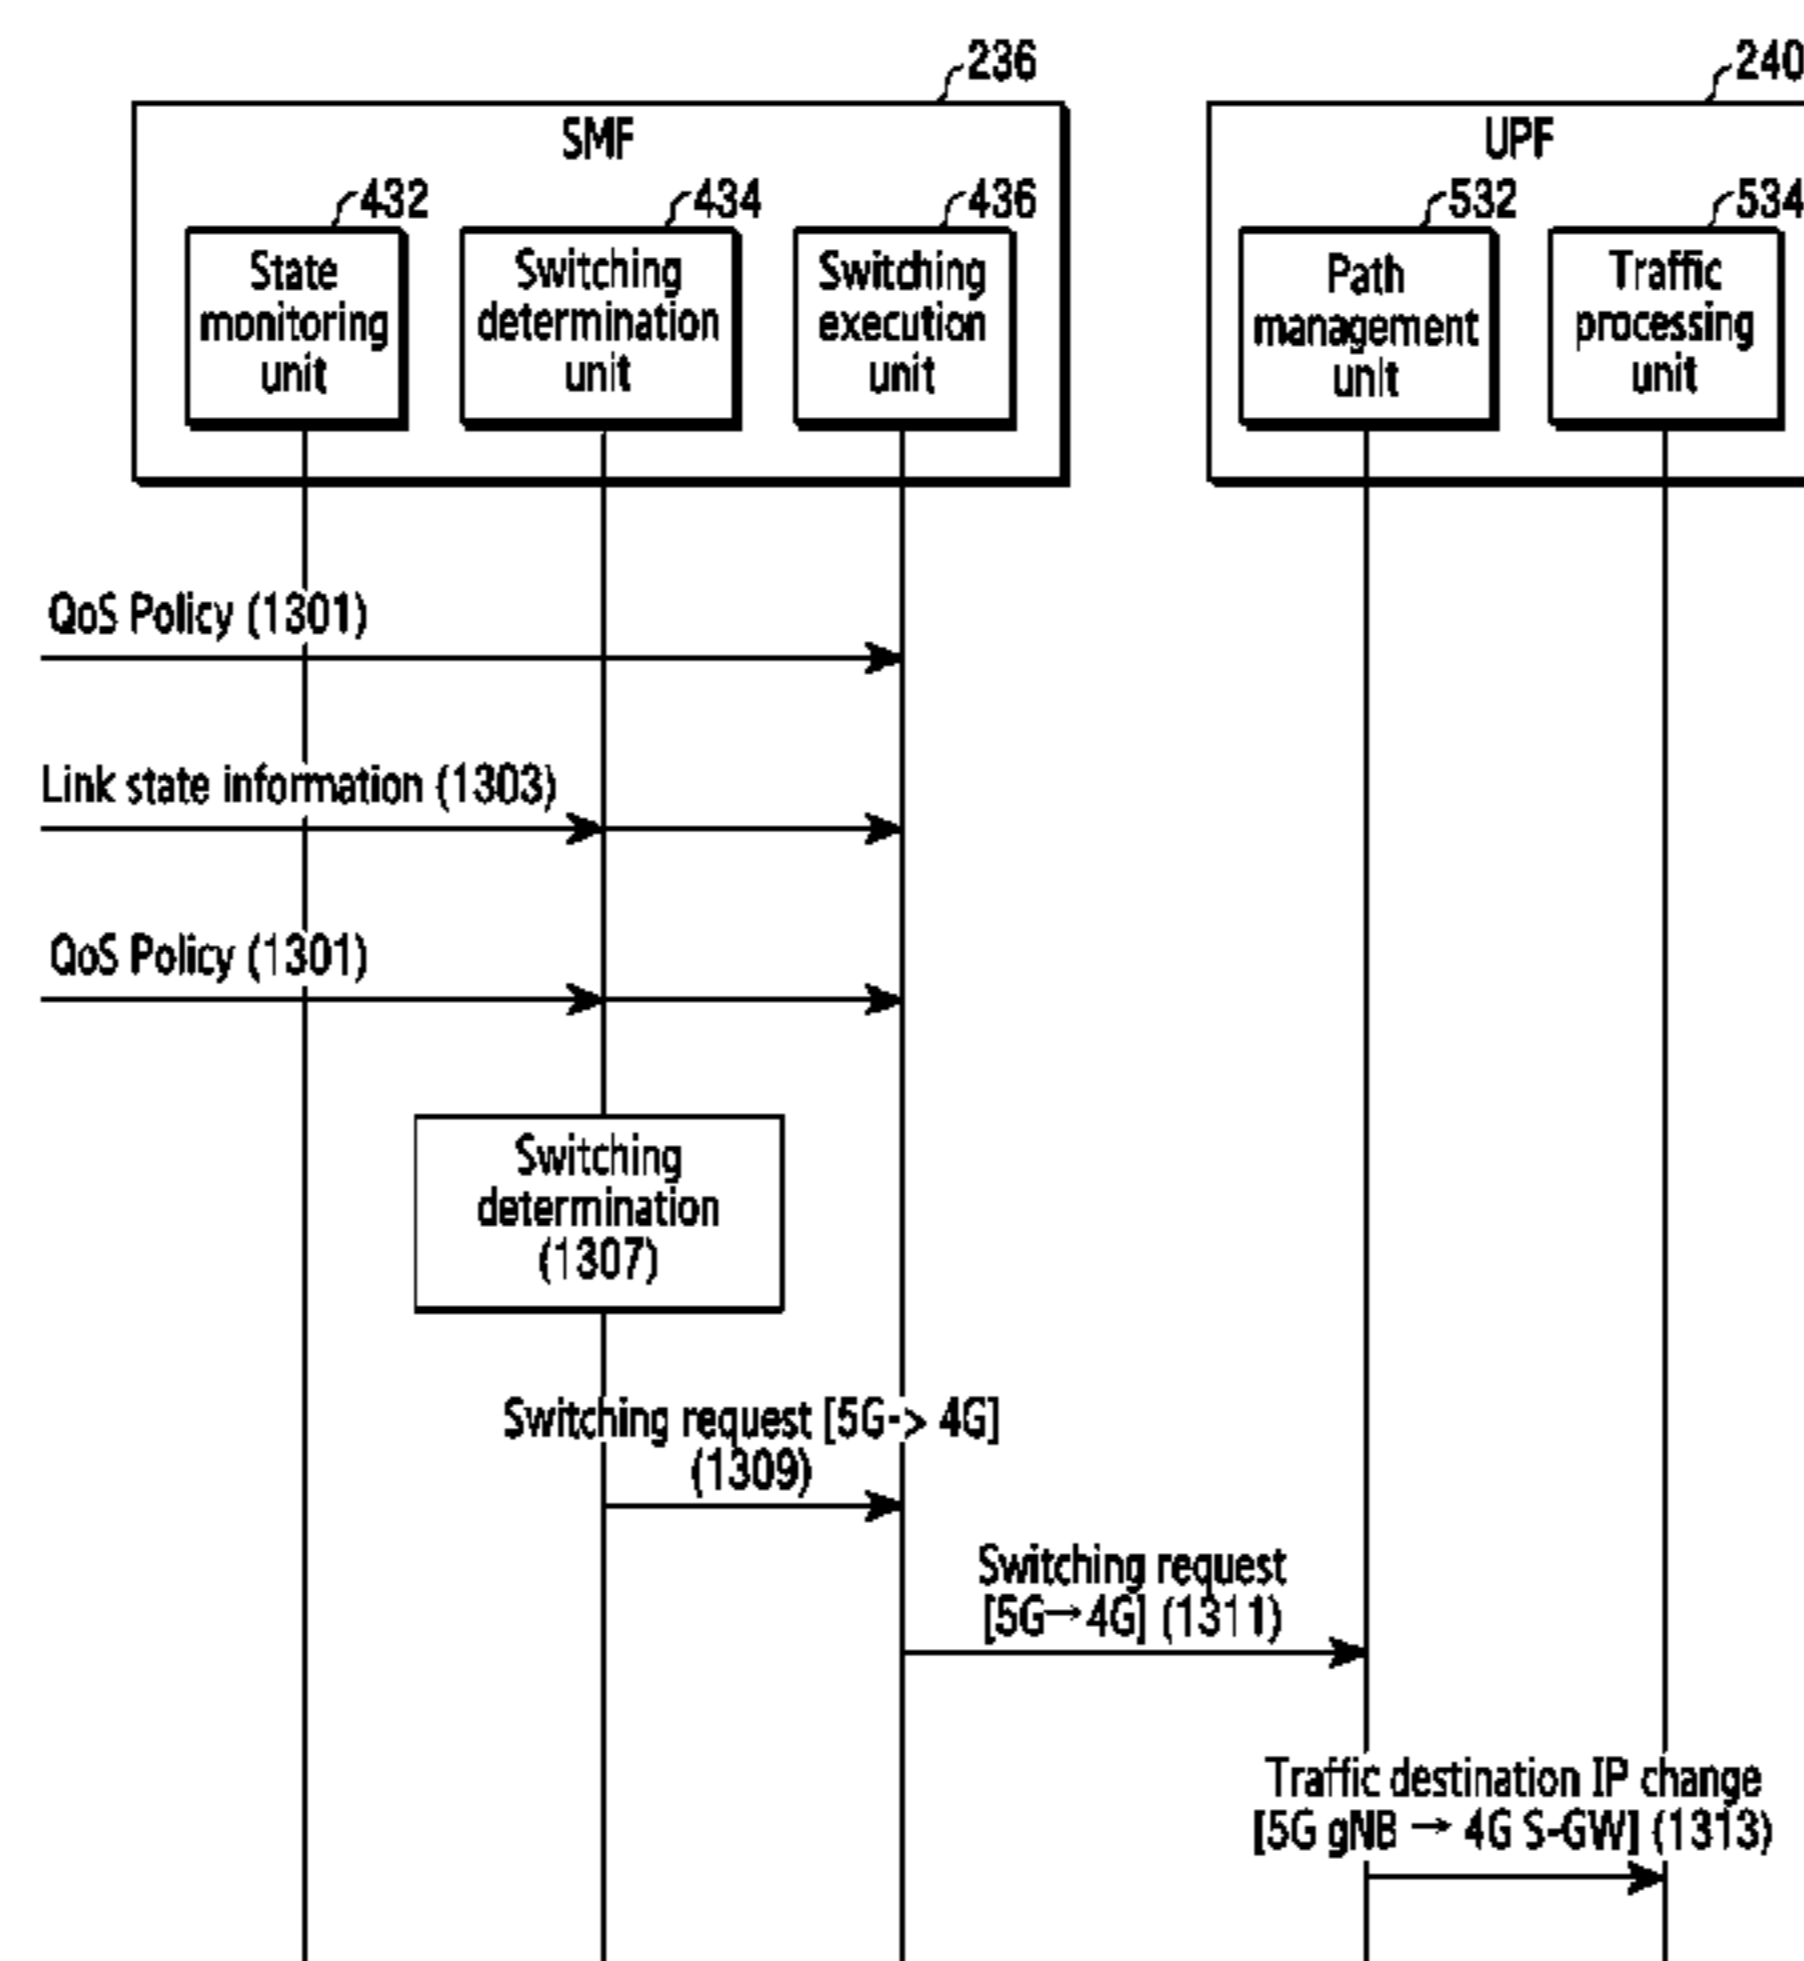 236
240
SMF
UPF
432
434
436
532
534
State
monitoring
unit
Switching
determination
unit
Switching
execution
unit
Path
management
unit
Traffic
processing
unit
QoS Policy (1301)
Link state information (1303)
QoS Policy (1301)
Switching
determination
(1307)
Switching request [5G-> 4G]
(1309)
Switching request
[5G→4G] (1311)
Traffic destination IP change
[5G gNB → 4G S-GW] (1313)